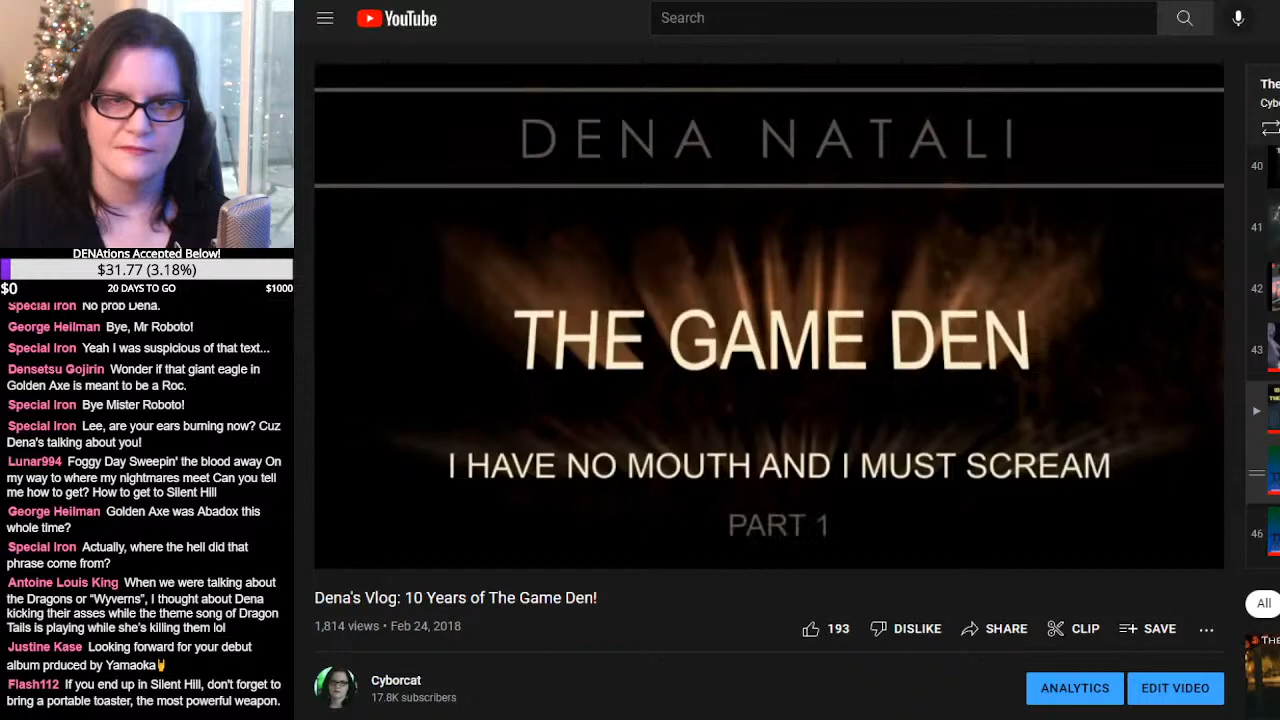 YouTube
Search
DENA NATALI
THE GAME DEN
I HAVE NO MOUTH AND I MUST SCREAM
PART 1
Dena's Vlog: 10 Years of The Game Den!
1,814 views • Feb 24, 2018
193 DISLIKE SHARE CLIP SAVE ...
Cyborcat
17.8K subscribers
ANALYTICS EDIT VIDEO
The
40
41
42
43
46
All
DENAtions Accepted Below!
$31.77 (3.18%)
$0 20 DAYS TO GO $1000
Special Iron No prob Dena.
George Heilman Bye, Mr Roboto!
Special Iron Yeah I was suspicious of that text...
Densetsu Gojirin Wonder if that giant eagle in
Golden Axe is meant to be a Roc.
Special Iron Bye Mister Roboto!
Special Iron Lee, are your ears burning now? Cuz
Dena's talking about you!
Lunar994 Foggy Day Sweepin' the blood away On
my way to where my nightmares meet Can you tell
me how to get? How to get to Silent Hill
George Heilman Golden Axe was Abadox this
whole time?
Special Iron Actually, where the hell did that
phrase come from?
Antoine Louis King When we were talking about
the Dragons or “Wyverns”, I thought about Dena
kicking their asses while the theme song of Dragon
Tails is playing while she’s killing them lol
Justine Kase Looking forward for your debut
album prduced by Yamaoka🤘
Flash112 If you end up in Silent Hill, don't forget to
bring a portable toaster, the most powerful weapon.